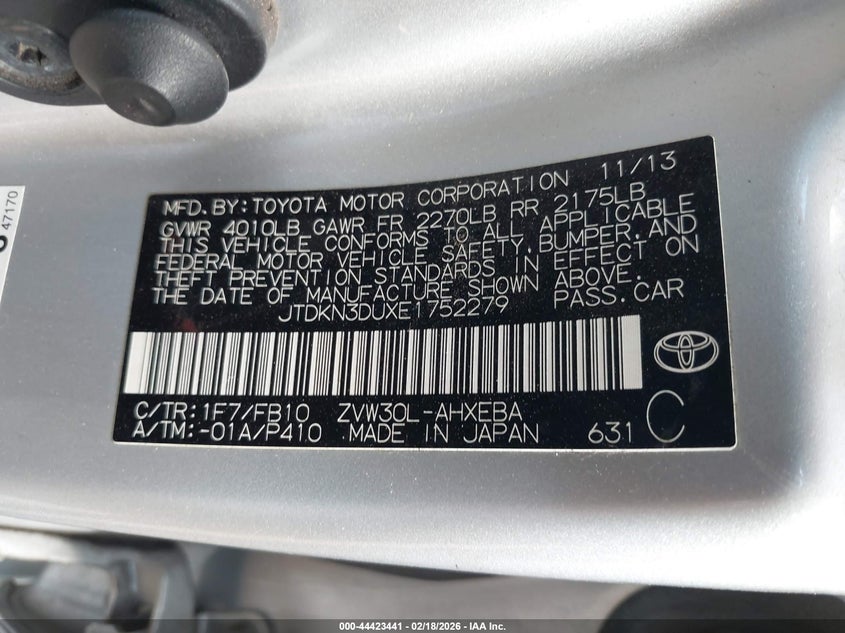 MFD. BY: TOYOTA MOTOR CORPORATION 11/13
GVWR 4010LB GAWR FR 2270LB RR 2175LB
THIS VEHICLE CONFORMS TO ALL APPLICABLE
FEDERAL MOTOR VEHICLE SAFETY, BUMPER, AND
THEFT PREVENTION STANDARDS IN EFFECT ON
THE DATE OF MANUFACTURE SHOWN ABOVE.
JTDKN3DUXE1752279 PASS. CAR
C/TR: 1F7/FB10 ZVW30L-AHXEBA
A/TM: -01A/P410 MADE IN JAPAN 631 C
47170
000-44423441 | 02/18/2026 - IAA Inc.